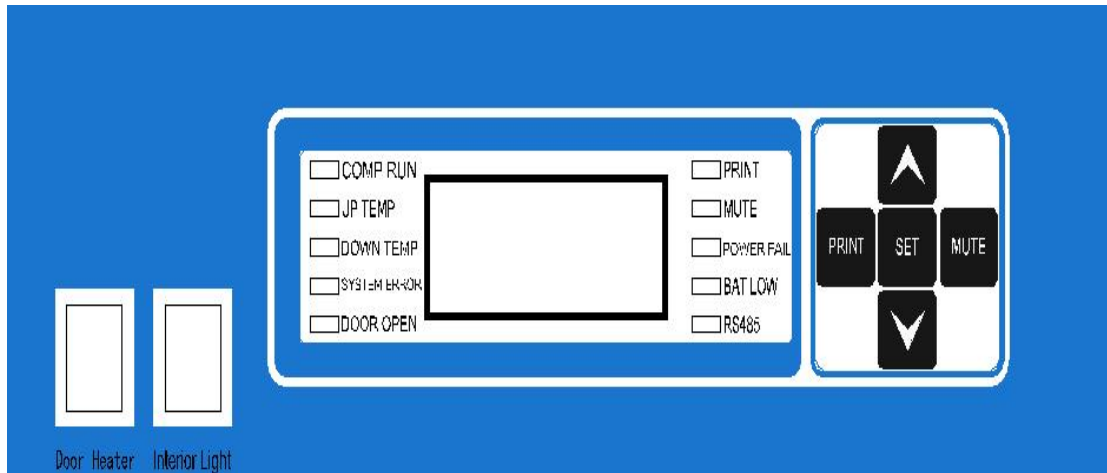 COMP RUN
JP TEMP
DOWN TEMP
SYSTEM ERROR
DOOR OPEN
PRINT
MUTE
POWER FAIL
BAT LOW
RS485
PRINT
SET
MUTE
Door Heater
Interior Light